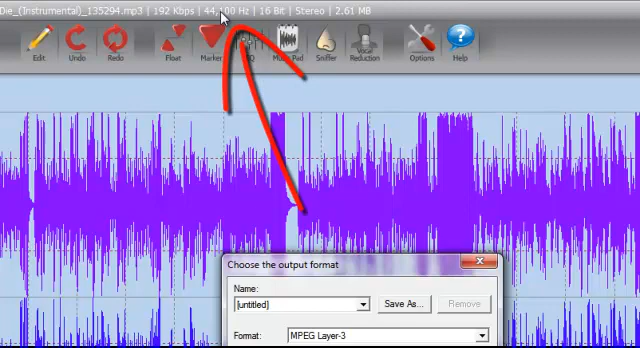 Die_(Instrumental)_135294.mp3 | 192 Kbps | 44,100 Hz | 16 Bit | Stereo | 2.61 MB
Edit Undo Redo Float Marker EQ Music Pad Sniffer Vocal Reduction Options Help
Choose the output format
Name:
[untitled] Save As... Remove
Format: MPEG Layer-3